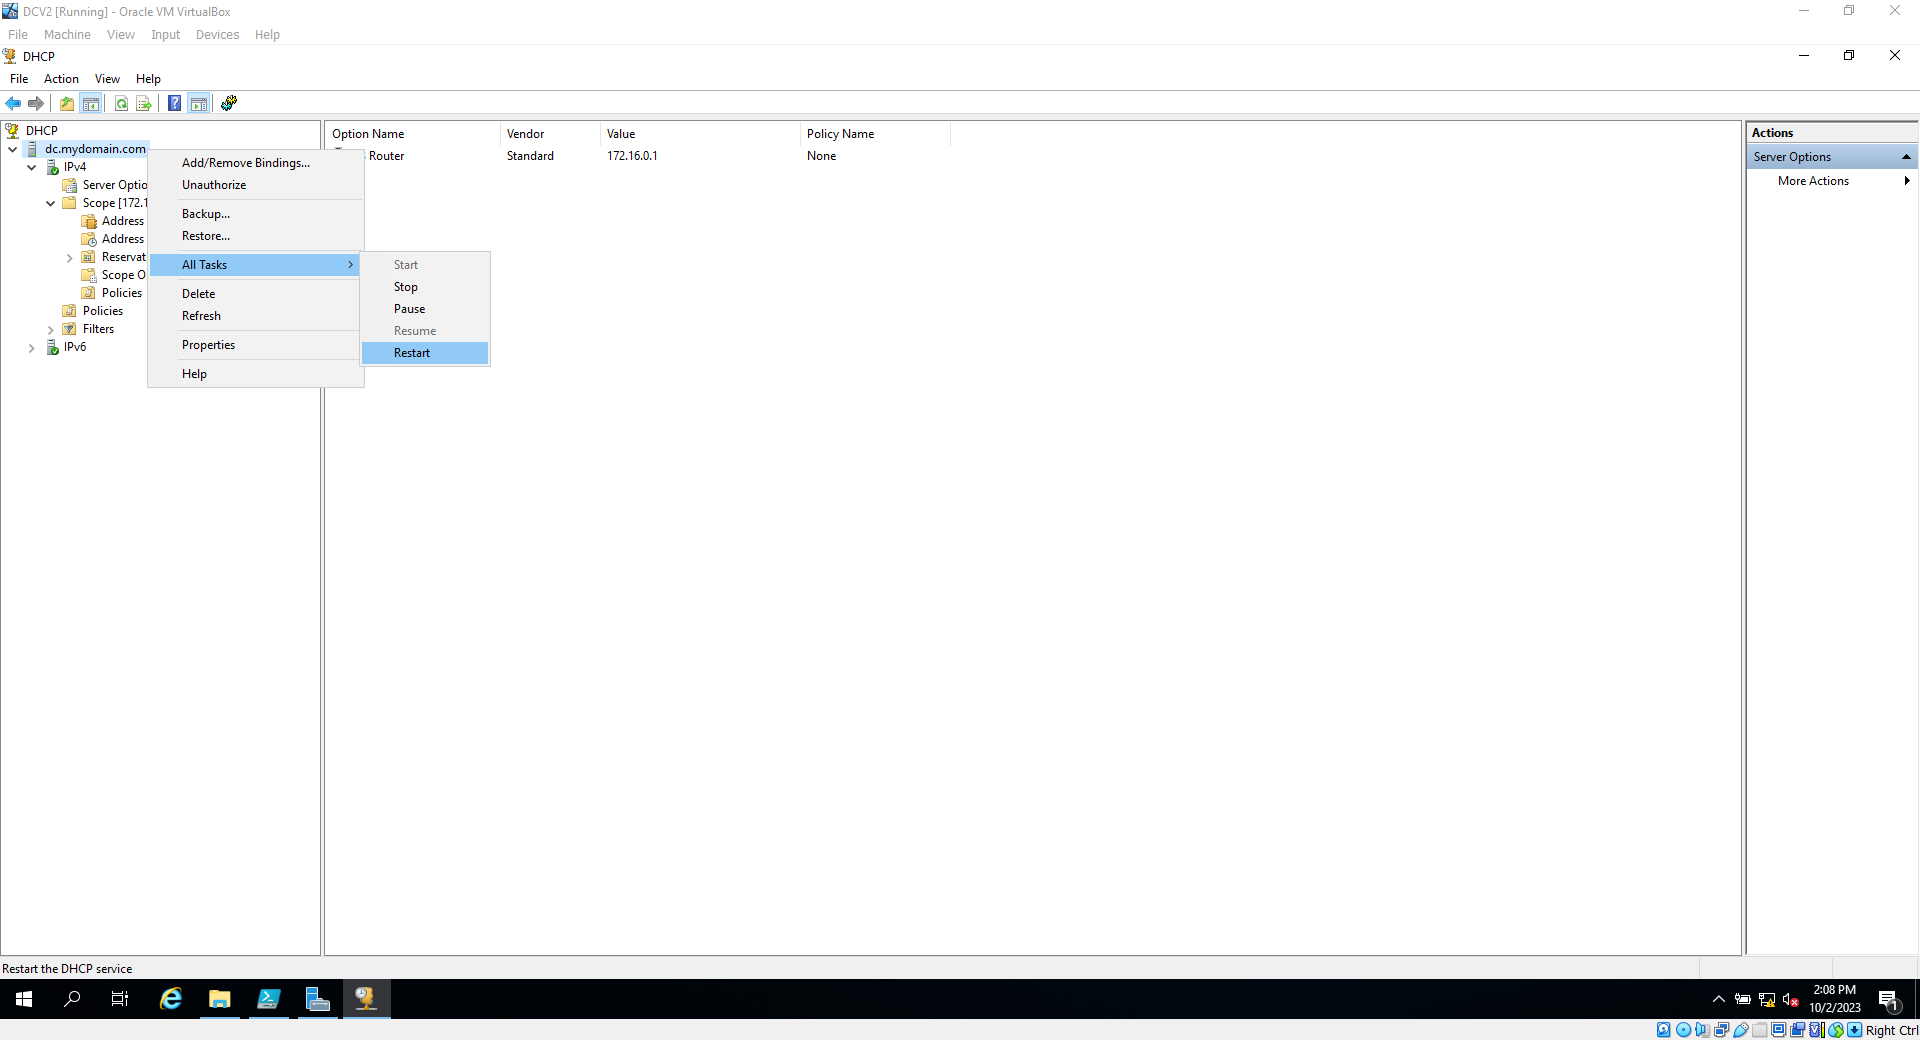 DCV2 [Running] - Oracle VM VirtualBox
File Machine View Input Devices Help
DHCP
File Action View Help
DHCP
dc.mydomain.com
IPv4
Server Optio
Scope [172.1
Address
Address
Reservat
Scope O
Policies
Policies
Filters
IPv6
Add/Remove Bindings...
Unauthorize
Backup...
Restore...
All Tasks
Delete
Refresh
Properties
Help
Start
Stop
Pause
Resume
Restart
Option Name Vendor Value Policy Name
Router Standard 172.16.0.1 None
Actions
Server Options
More Actions
Restart the DHCP service
2:08 PM
10/2/2023
1
Right Ctrl